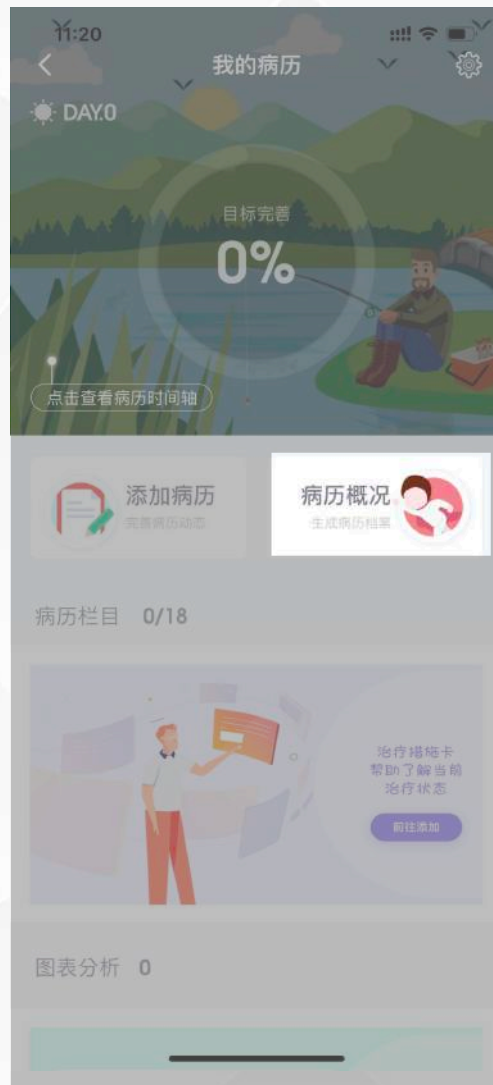 11:20
我的病历
DAY.0
目标完善
0%
点击查看病历时间轴
添加病历
完善病历动态
病历概况
生成病历档案
病历栏目 0/18
治疗措施卡
帮助了解当前
治疗状态
前往添加
图表分析 0